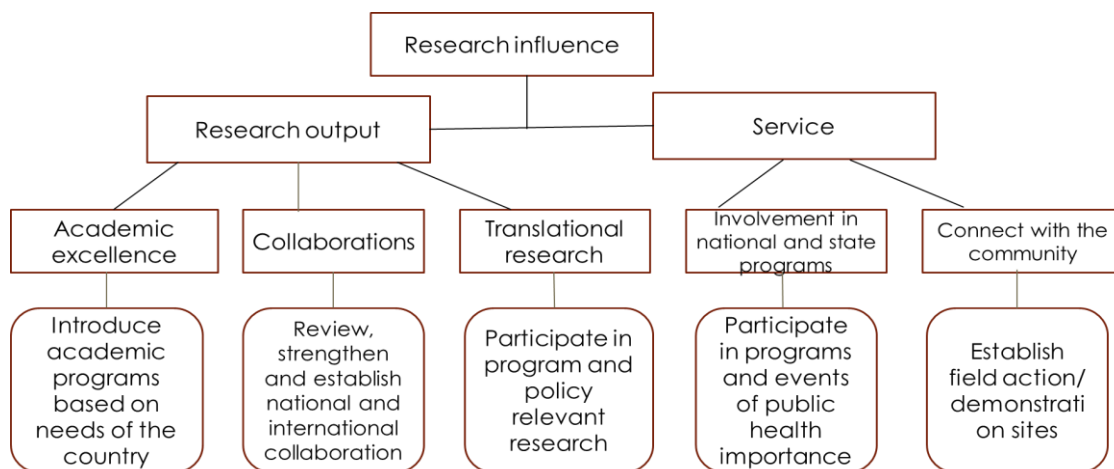 Research influence
Research output
Service
Academic
excellence
Collaborations
Translational
research
Involvement in
national and state
programs
Connect with the
community
Introduce
academic
programs
based on
needs of the
country
Review,
strengthen
and establish
national and
international
collaboration
Participate in
program and
policy
relevant
research
Participate
in programs
and events
of public
health
importance
Establish
field action/
demonstrati
on sites